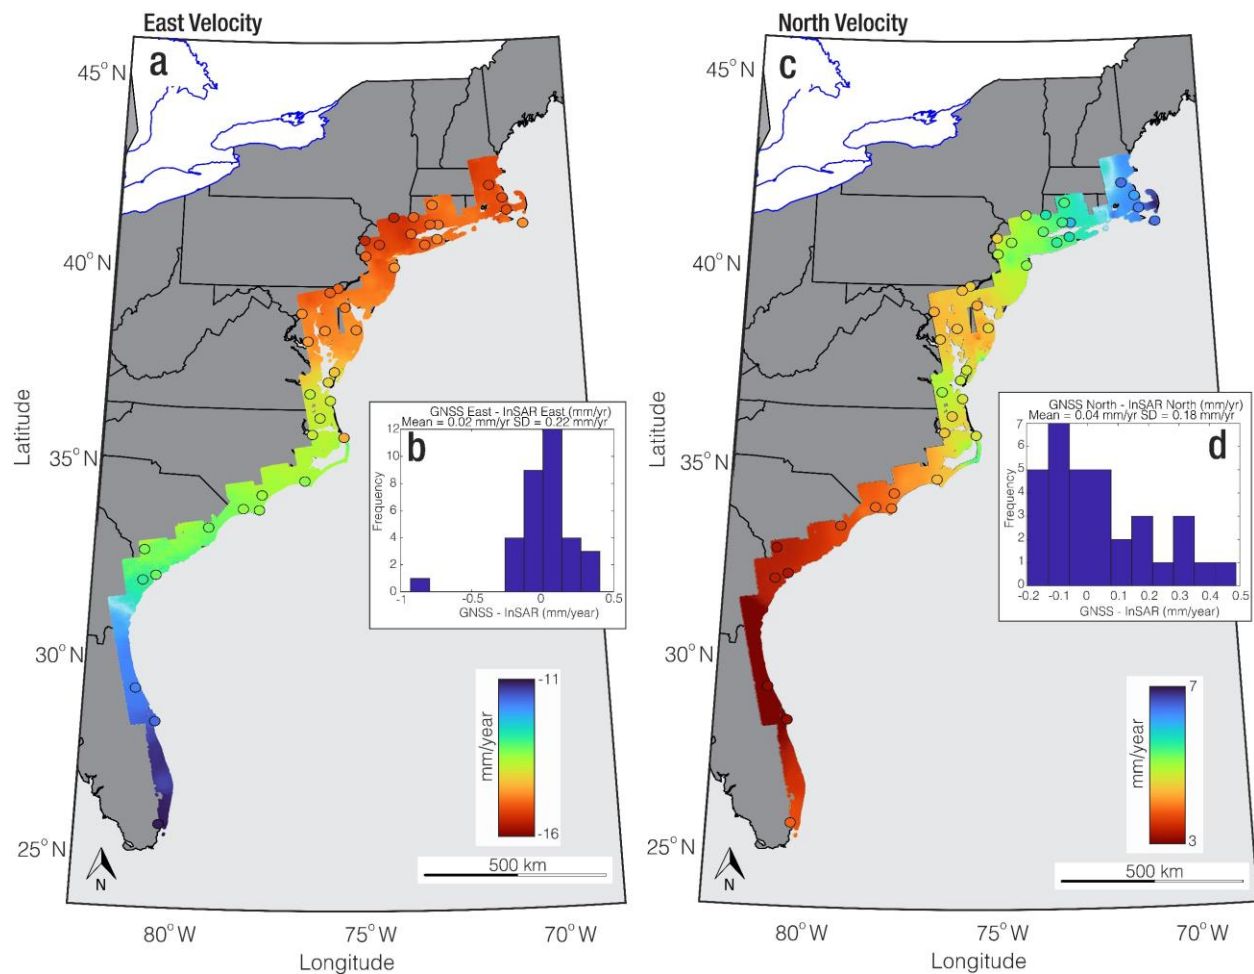 East Velocity
a
45° N
40° N
35° N
30° N
25° N
Latitude
80° W
75° W
70° W
Longitude
GNSS East - InSAR East (mm/yr)
Mean = 0.02 mm/yr SD = 0.22 mm/yr
b
12
10
8
6
4
2
0
Frequency
-1
-0.5
0
0.5
GNSS - InSAR (mm/year)
-11
mm/year
-16
N
500 km
North Velocity
c
45° N
40° N
35° N
30° N
25° N
Latitude
80° W
75° W
70° W
Longitude
GNSS North - InSAR North (mm/yr)
Mean = 0.04 mm/yr SD = 0.18 mm/yr
d
7
6
5
4
3
2
1
0
Frequency
-0.2
-0.1
0
0.1
0.2
0.3
0.4
0.5
GNSS - InSAR (mm/year)
7
mm/year
3
N
500 km